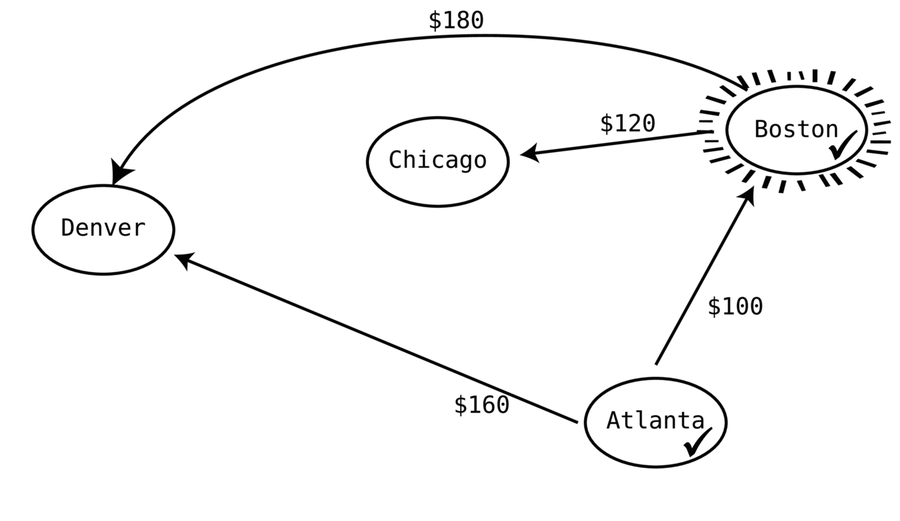 $180
$120
Boston
Chicago
Denver
$100
$160
Atlanta